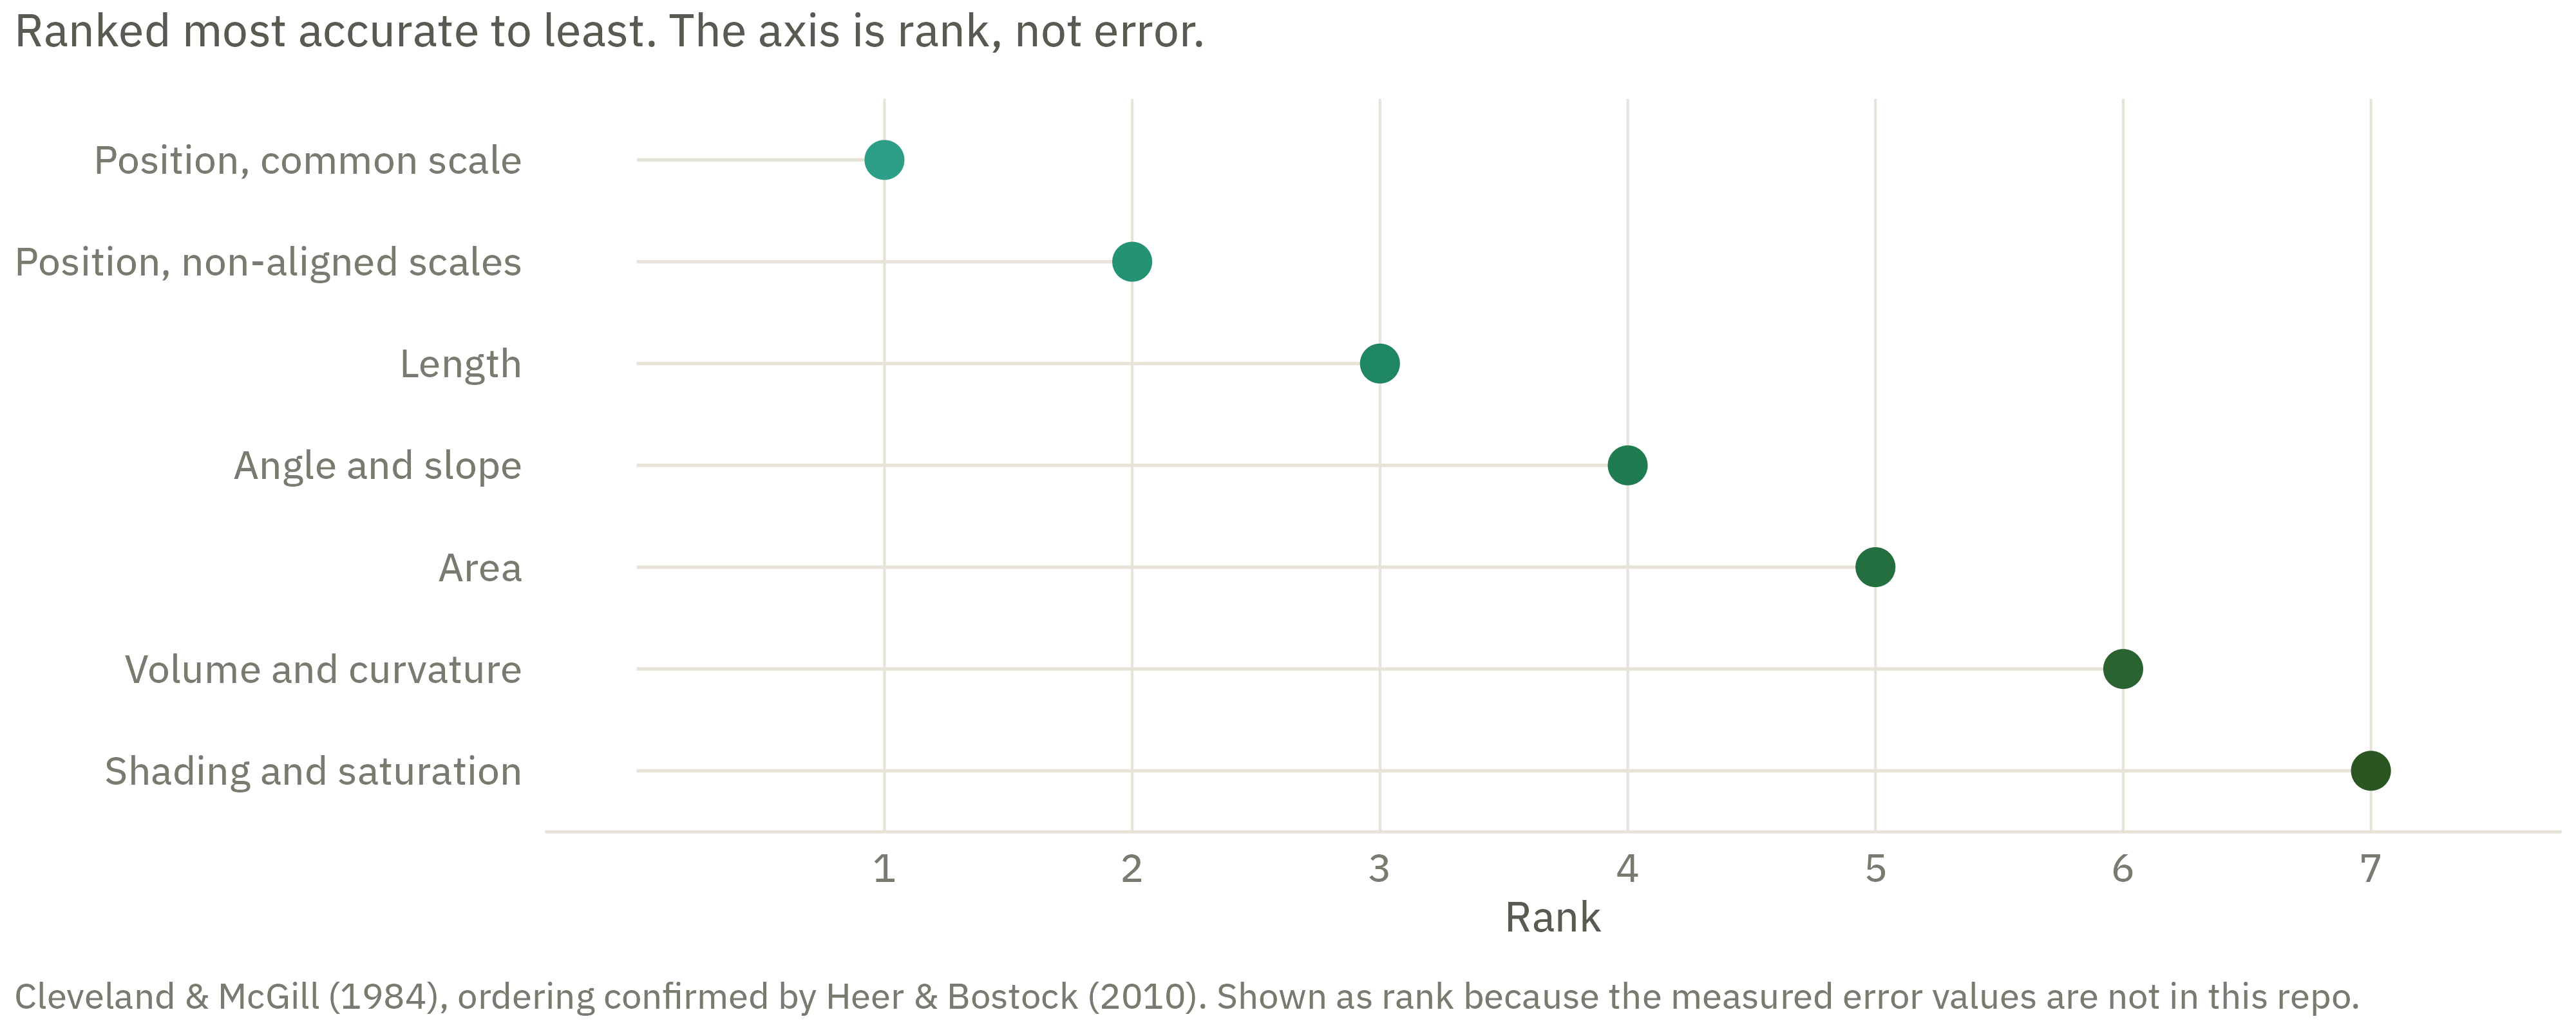 Ranked most accurate to least. The axis is rank, not error.
Position, common scale
Position, non-aligned scales
Length
Angle and slope
Area
Volume and curvature
Shading and saturation
1 2 3 4 5 6 7
Rank
Cleveland & McGill (1984), ordering confirmed by Heer & Bostock (2010). Shown as rank because the measured error values are not in this repo.